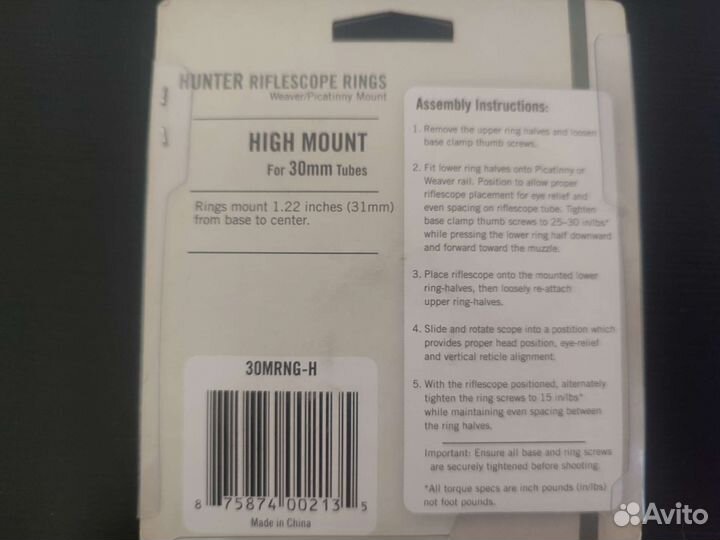 HUNTER RIFLESCOPE RINGS
Weaver/Picatinny Mount
HIGH MOUNT
For 30mm Tubes
Rings mount 1.22 inches (31mm)
from base to center.
30MRNG-H
8 75874 00213 5
Made in China
Assembly Instructions:
1. Remove the upper ring halves and loosen
base clamp thumb screws.
2. Fit lower ring halves onto Picatinny or
Weaver rail. Position to allow proper
riflescope placement for eye relief and
even spacing on riflescope tube. Tighten
base clamp thumb screws to 25-30 in/lbs*
while pressing the lower ring half downward
and forward toward the muzzle.
3. Place riflescope onto the mounted lower
ring-halves, then loosely re-attach
upper ring-halves.
4. Slide and rotate scope into a postition which
provides proper head position, eye-relief
and vertical reticle alignment.
5. With the riflescope positioned, alternately
tighten the ring screws to 15 in/lbs*
while maintaining even spacing between
the ring halves.
Important: Ensure all base and ring screws
are securely tightened before shooting.
*All torque specs are inch pounds (in/lbs)
not foot pounds.
Avito